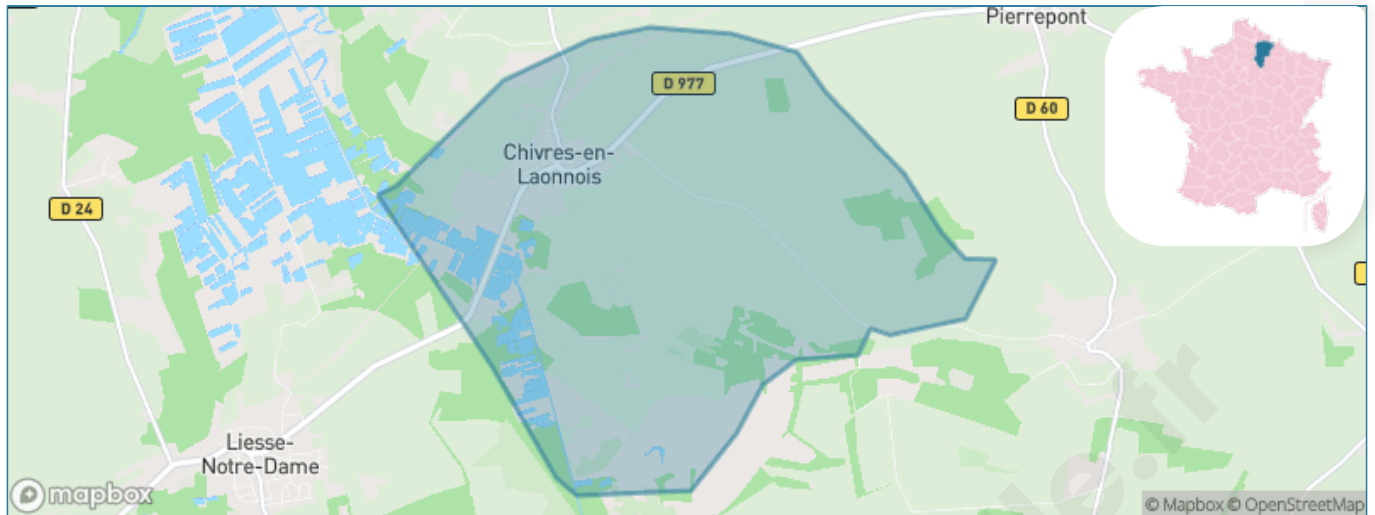 Pierrepont
D 977
D 60
Chivres-en-
Laonnois
D 24
Liesse-
Notre-Dame
mapbox
© Mapbox © OpenStreetMap